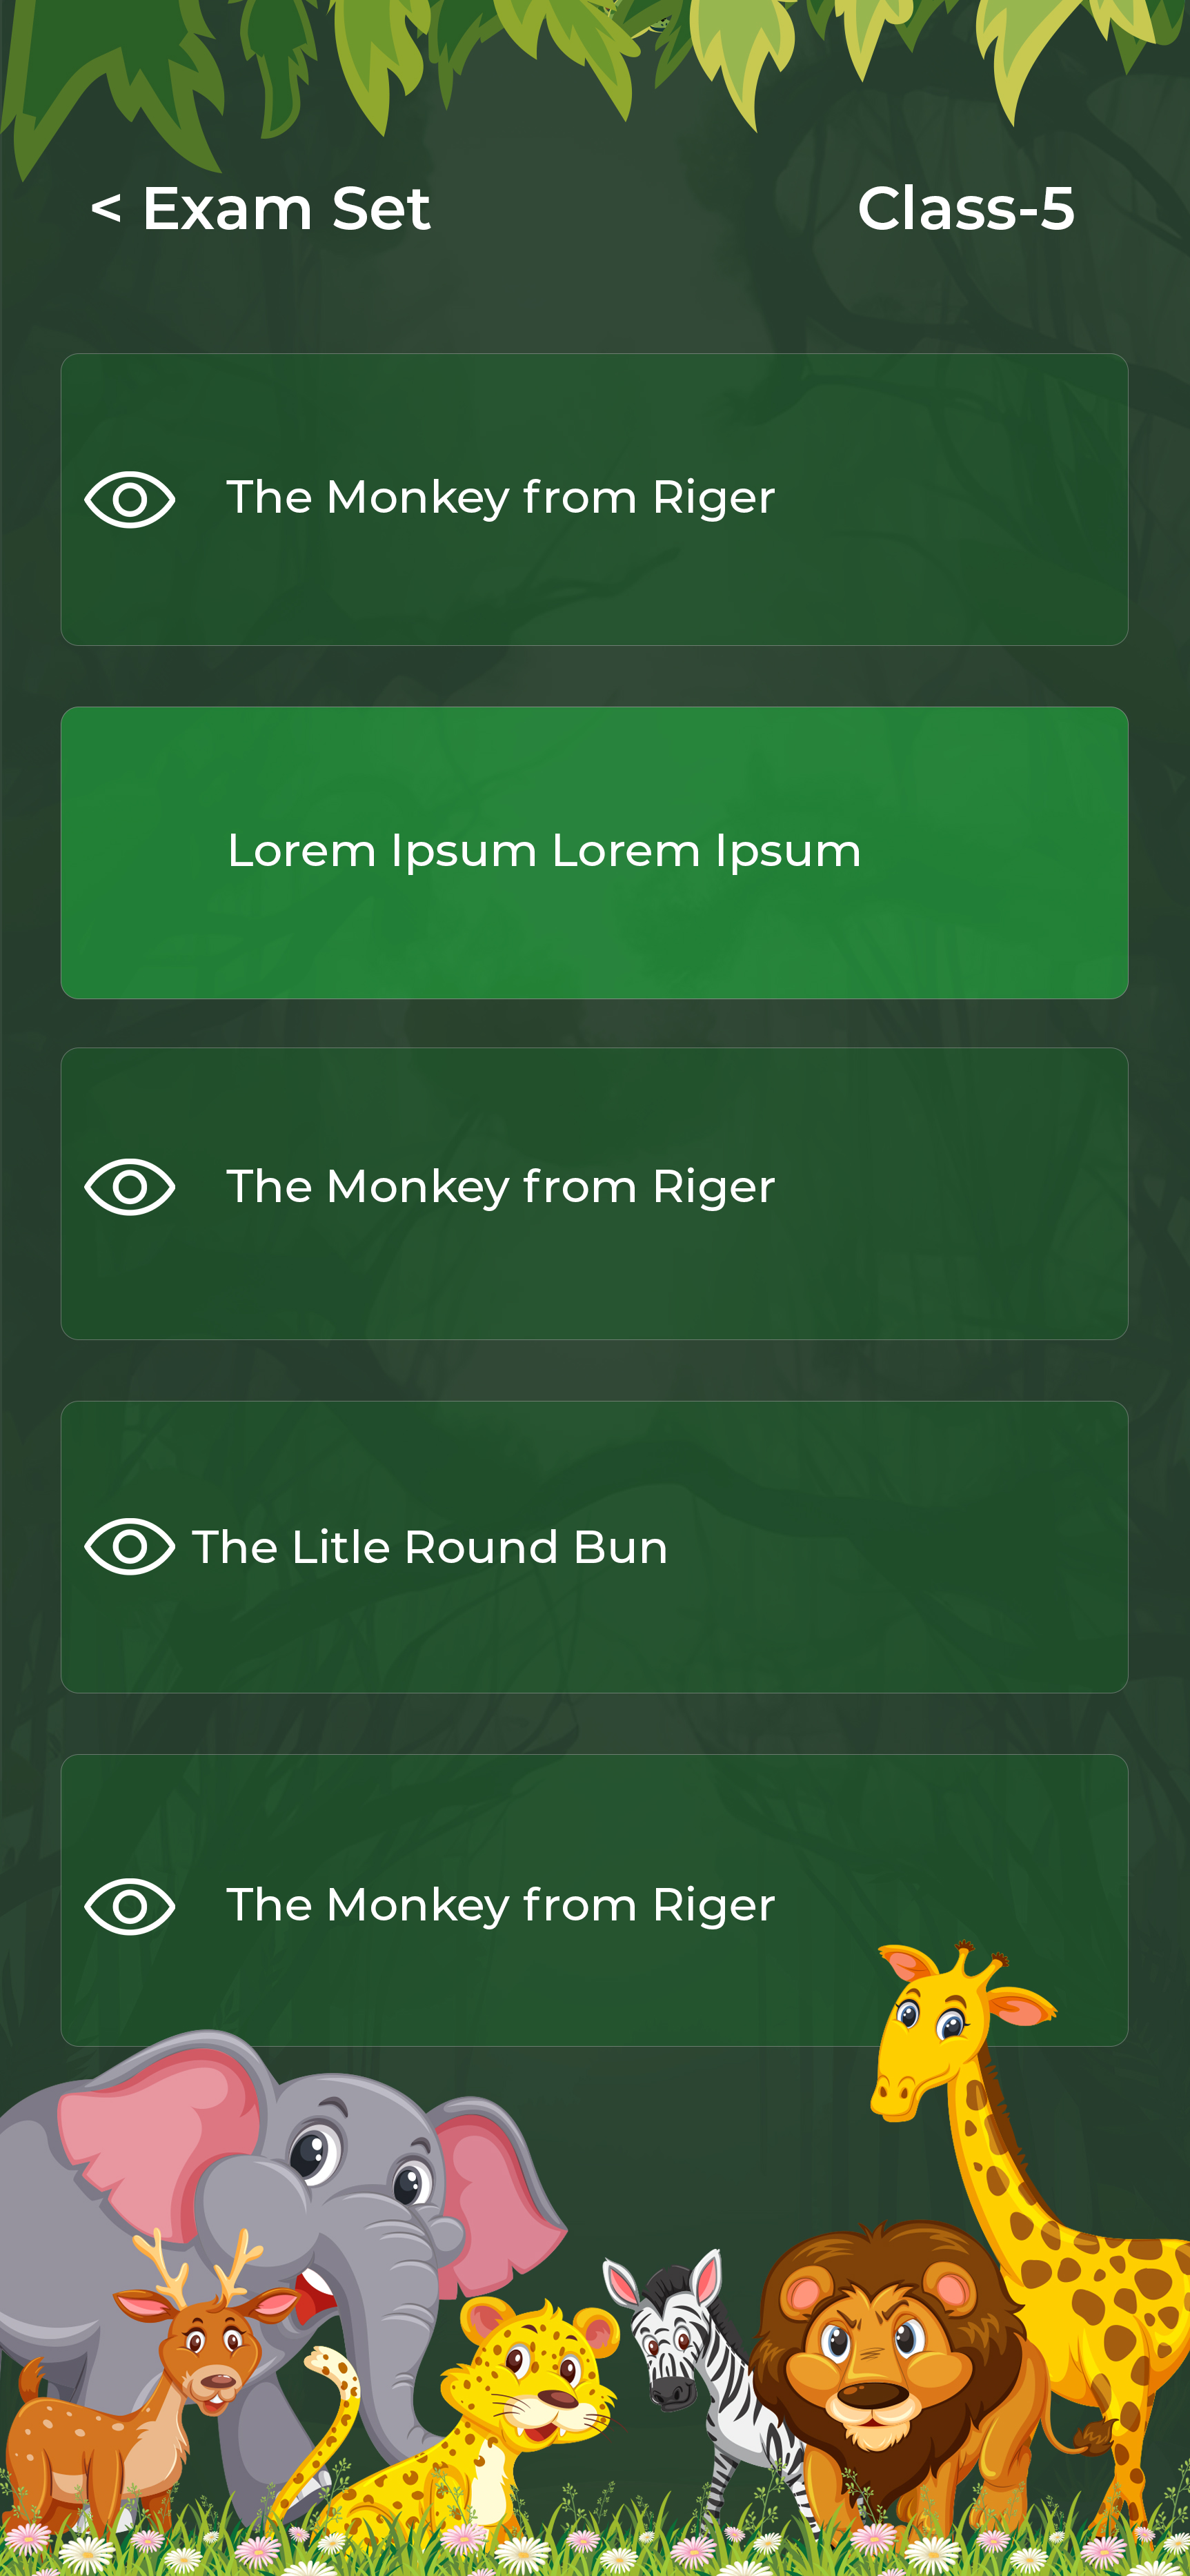 < Exam Set
Class-5
The Monkey from Riger
Lorem Ipsum Lorem Ipsum
The Monkey from Riger
The Litle Round Bun
The Monkey from Riger